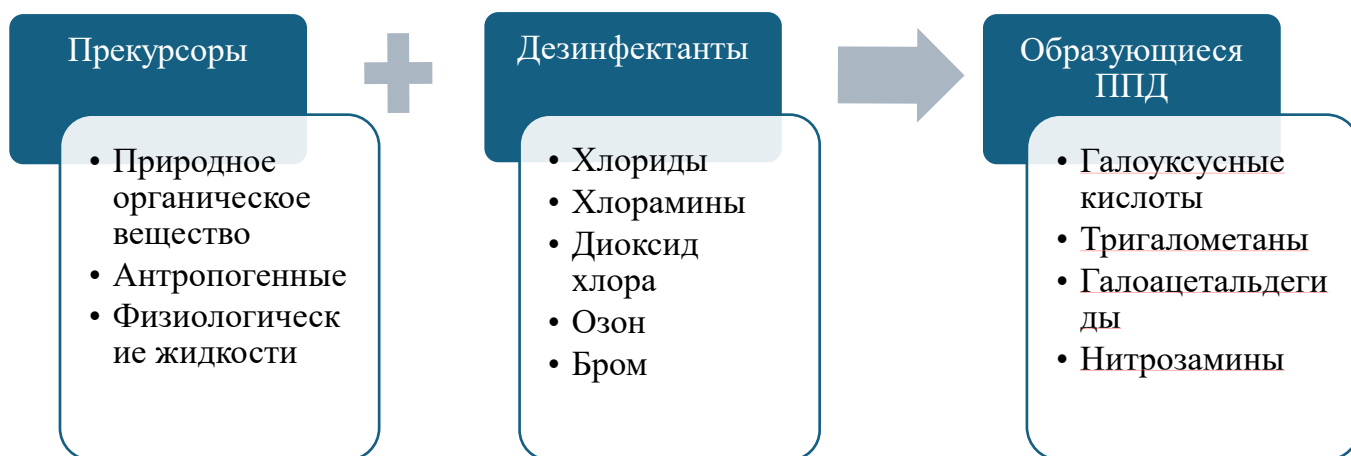 Прекурсоры
• Природное
органическое
вещество
• Антропогенные
• Физиологическ
ие жидкости
Дезинфектанты
• Хлориды
• Хлорамины
• Диоксид
хлора
• Озон
• Бром
Образующиеся
ППД
• Галоуксусные
кислоты
• Тригалометаны
• Галоацетальдеги
ды
• Нитрозамины